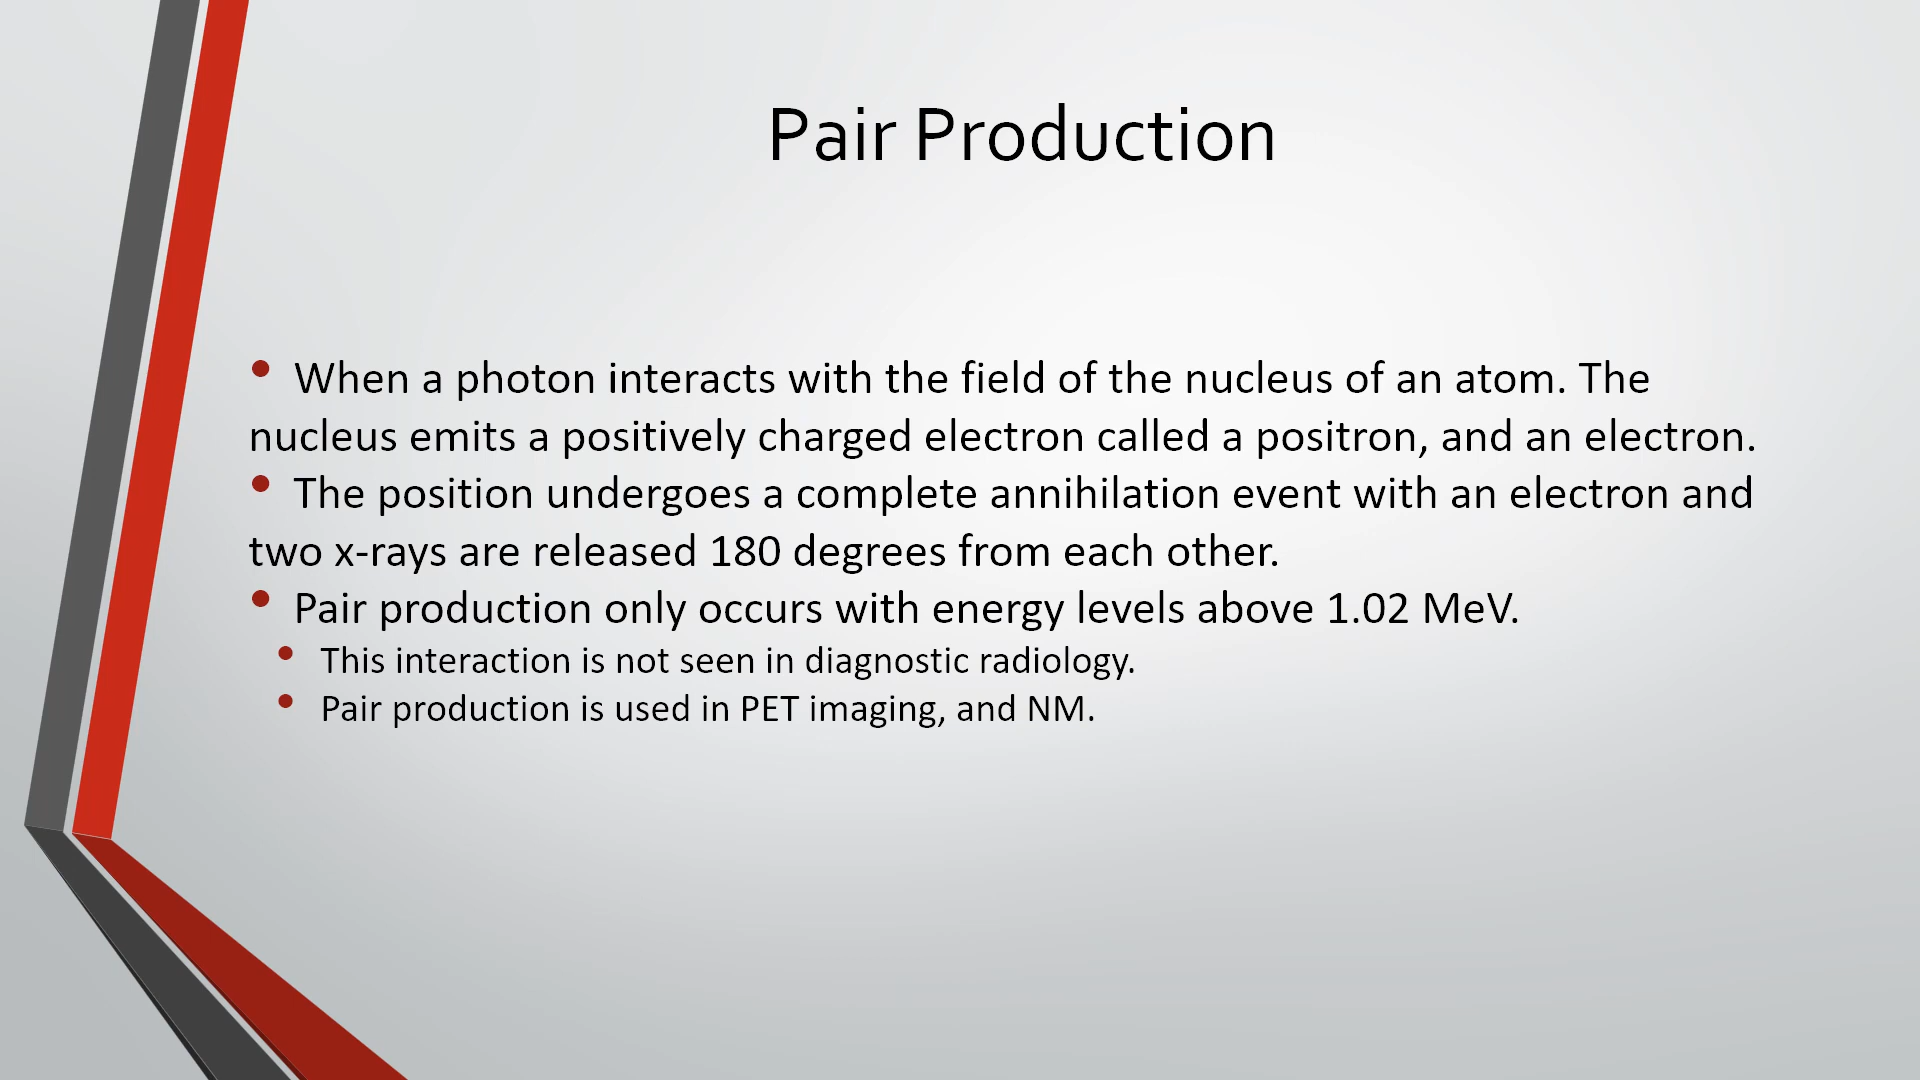 Pair Production
• When a photon interacts with the field of the nucleus of an atom. The
nucleus emits a positively charged electron called a positron, and an electron.
• The position undergoes a complete annihilation event with an electron and
two x-rays are released 180 degrees from each other.
• Pair production only occurs with energy levels above 1.02 MeV.
• This interaction is not seen in diagnostic radiology.
• Pair production is used in PET imaging, and NM.